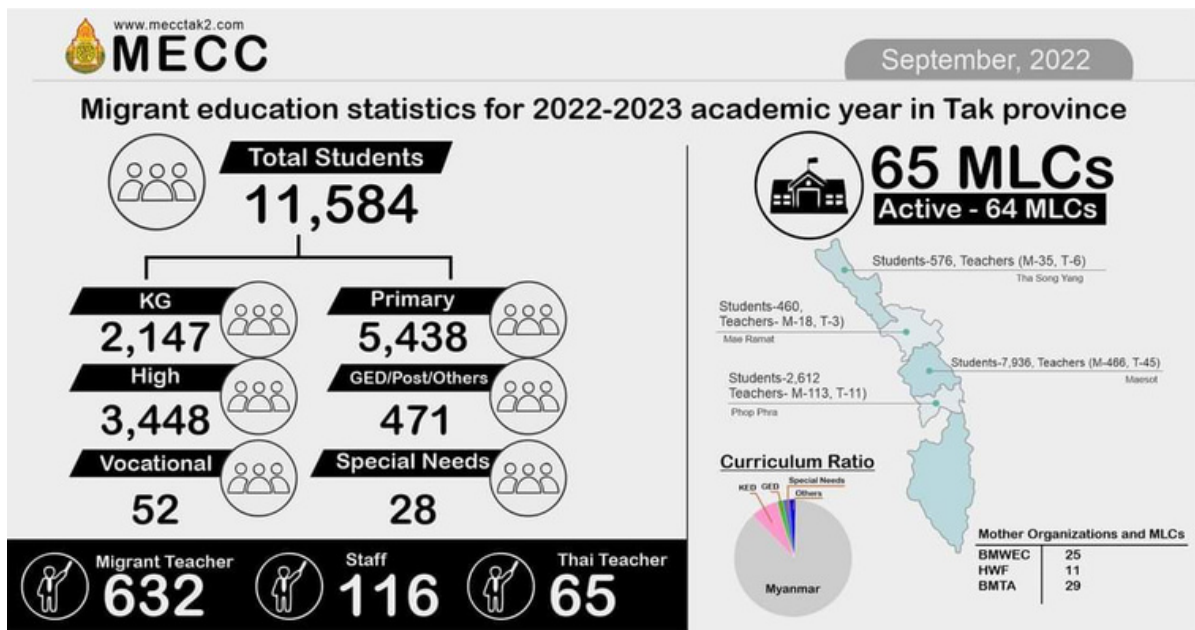 www.mecctak2.com
MECC
September, 2022
Migrant education statistics for 2022-2023 academic year in Tak province
Total Students
11,584
KG
2,147
Primary
5,438
High
3,448
GED/Post/Others
471
Vocational
52
Special Needs
28
Migrant Teacher
632
Staff
116
Thai Teacher
65
65 MLCs
Active - 64 MLCs
Students-576, Teachers (M-35, T-6)
Tha Song Yang
Students-460,
Teachers- M-18, T-3)
Mae Ramat
Students-7,936, Teachers (M-466, T-45)
Maesot
Students-2,612
Teachers- M-113, T-11)
Phop Phra
Curriculum Ratio
KED
GED
Special Needs
Others
Myanmar
Mother Organizations and MLCs
BMWEC 25
HWF 11
BMTA 29